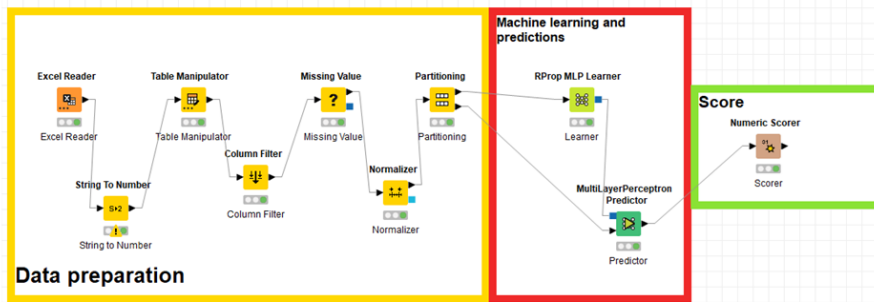 Machine learning and
predictions
Excel Reader
Table Manipulator
Missing Value
Partitioning
RProp MLP Learner
Score
Excel Reader
Table Manipulator
Missing Value
Partitioning
Learner
Numeric Scorer
Column Filter
Normalizer
Scorer
String To Number
S▸2
Column Filter
MultiLayerPerceptron
Predictor
Normalizer
String to Number
Predictor
Data preparation